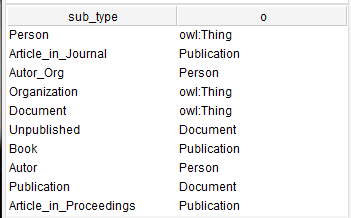 sub_type o
Person owl:Thing
Article_in_Journal Publication
Autor_Org Person
Organization owl:Thing
Document owl:Thing
Unpublished Document
Book Publication
Autor Person
Publication Document
Article_in_Proceedings Publication